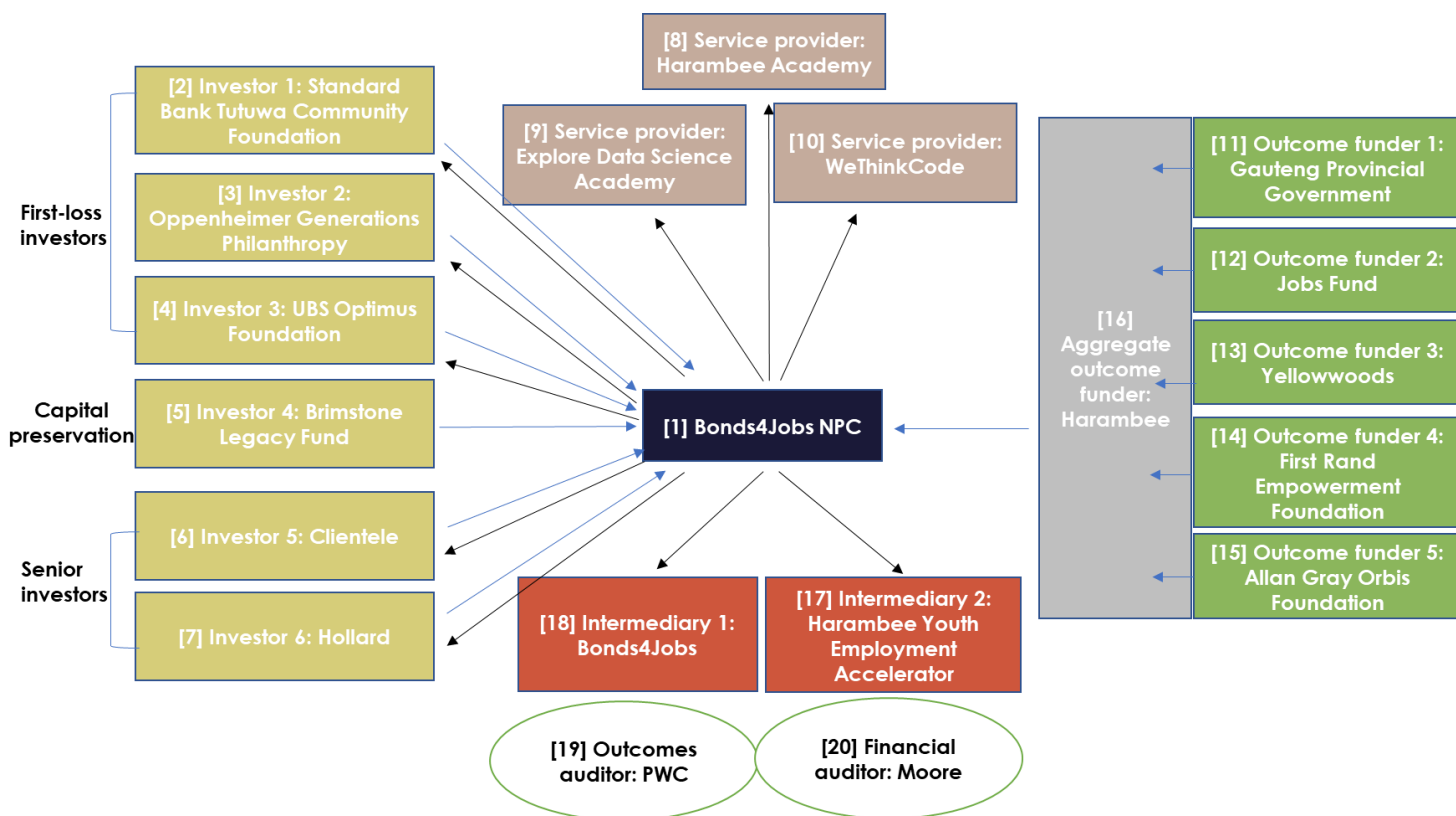 [8] Service provider:
Harambee Academy
[2] Investor 1: Standard
Bank Tutuwa Community
Foundation
[9] Service provider:
Explore Data Science
Academy
[10] Service provider:
WeThinkCode
[11] Outcome funder 1:
Gauteng Provincial
Government
First-loss
investors
[3] Investor 2:
Oppenheimer Generations
Philanthropy
[12] Outcome funder 2:
Jobs Fund
[4] Investor 3: UBS Optimus
Foundation
[16]
Aggregate
outcome
funder:
Harambee
[13] Outcome funder 3:
Yellowwoods
Capital
preservation
[5] Investor 4: Brimstone
Legacy Fund
[1] Bonds4Jobs NPC
[14] Outcome funder 4:
First Rand
Empowerment
Foundation
Senior
investors
[6] Investor 5: Clientele
[7] Investor 6: Hollard
[15] Outcome funder 5:
Allan Gray Orbis
Foundation
[18] Intermediary 1:
Bonds4Jobs
[17] Intermediary 2:
Harambee Youth
Employment
Accelerator
[19] Outcomes
auditor: PWC
[20] Financial
auditor: Moore